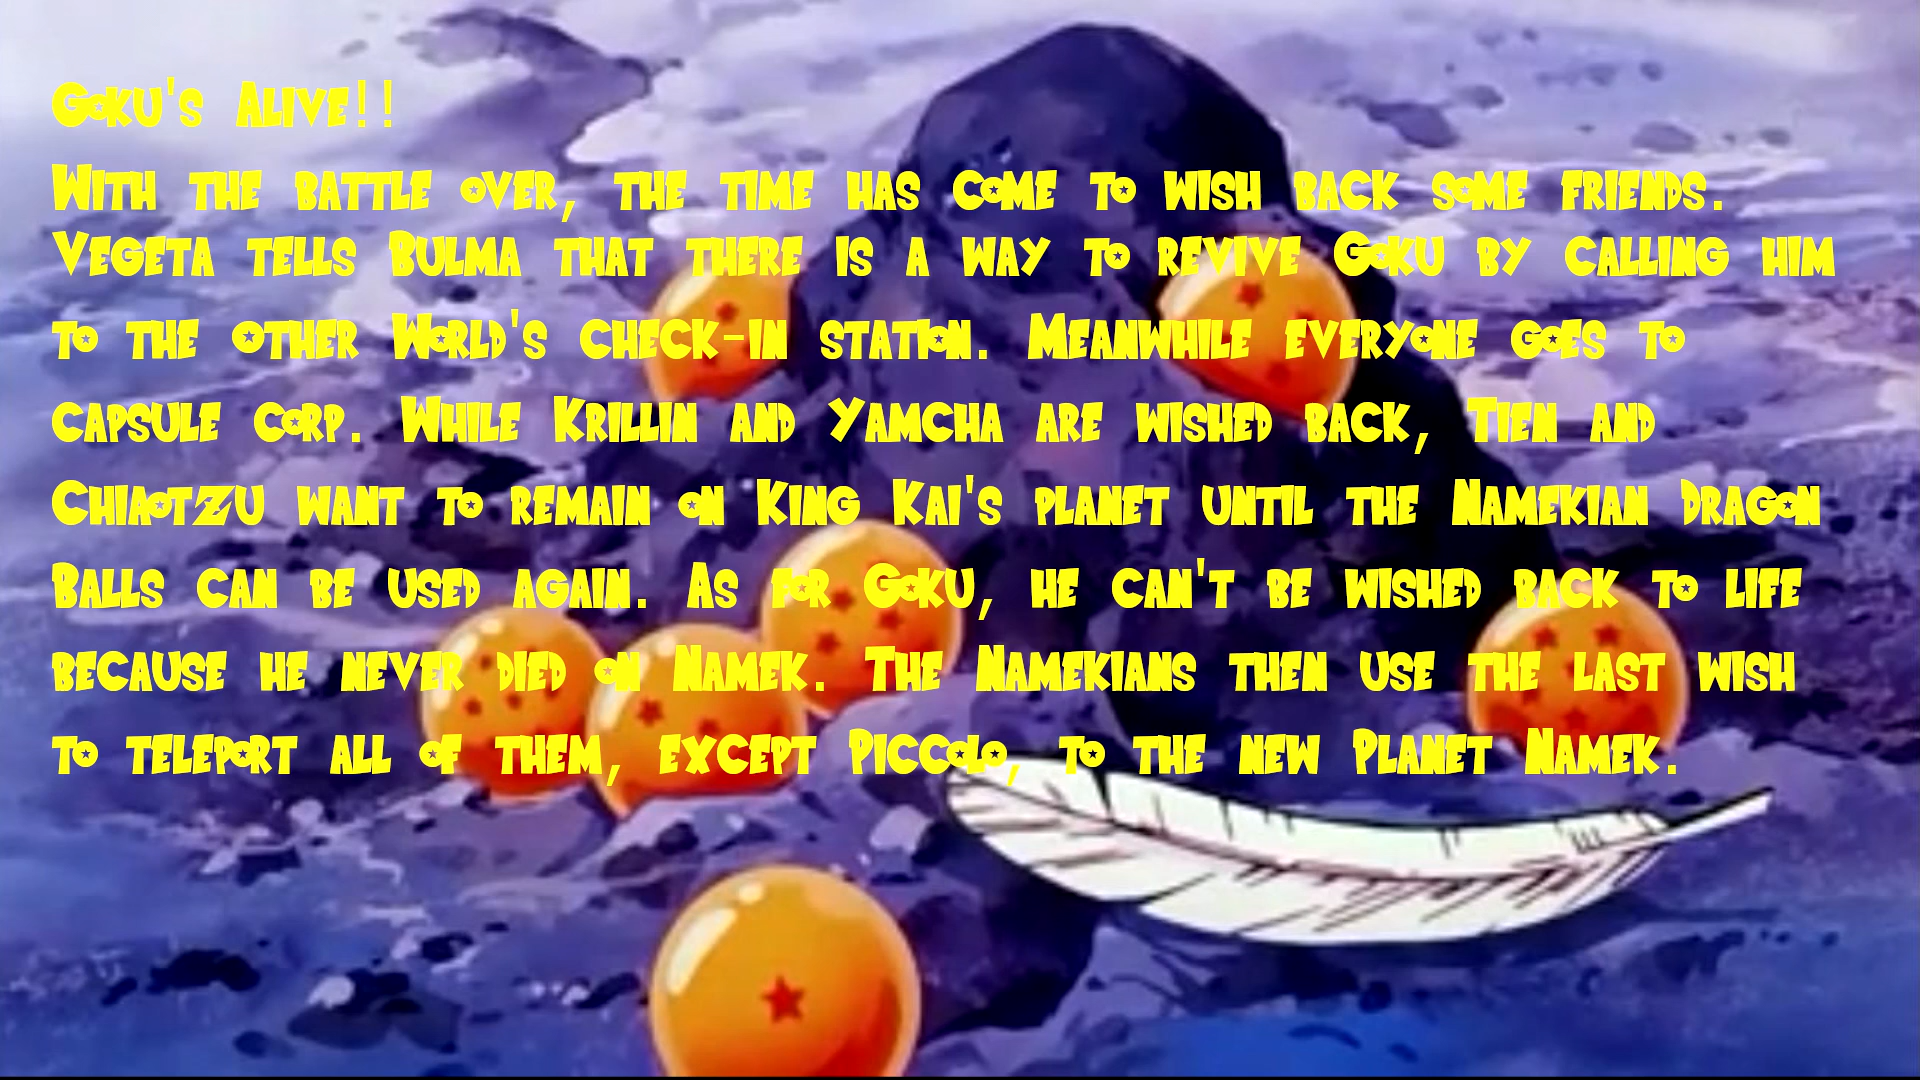 Goku's Alive!!
With the battle over, the time has come to wish back some friends.
Vegeta tells Bulma that there is a way to revive Goku by calling him
to the other World's check-in station. Meanwhile everyone goes to
capsule corp. While Krillin and Yamcha are wished back, Tien and
Chiaotzu want to remain on King Kai's planet until the Namekian Dragon
Balls can be used again. As for Goku, he can't be wished back to life
because he never died on Namek. The Namekians then use the last wish
to teleport all of them, except Piccolo, to the new Planet Namek.